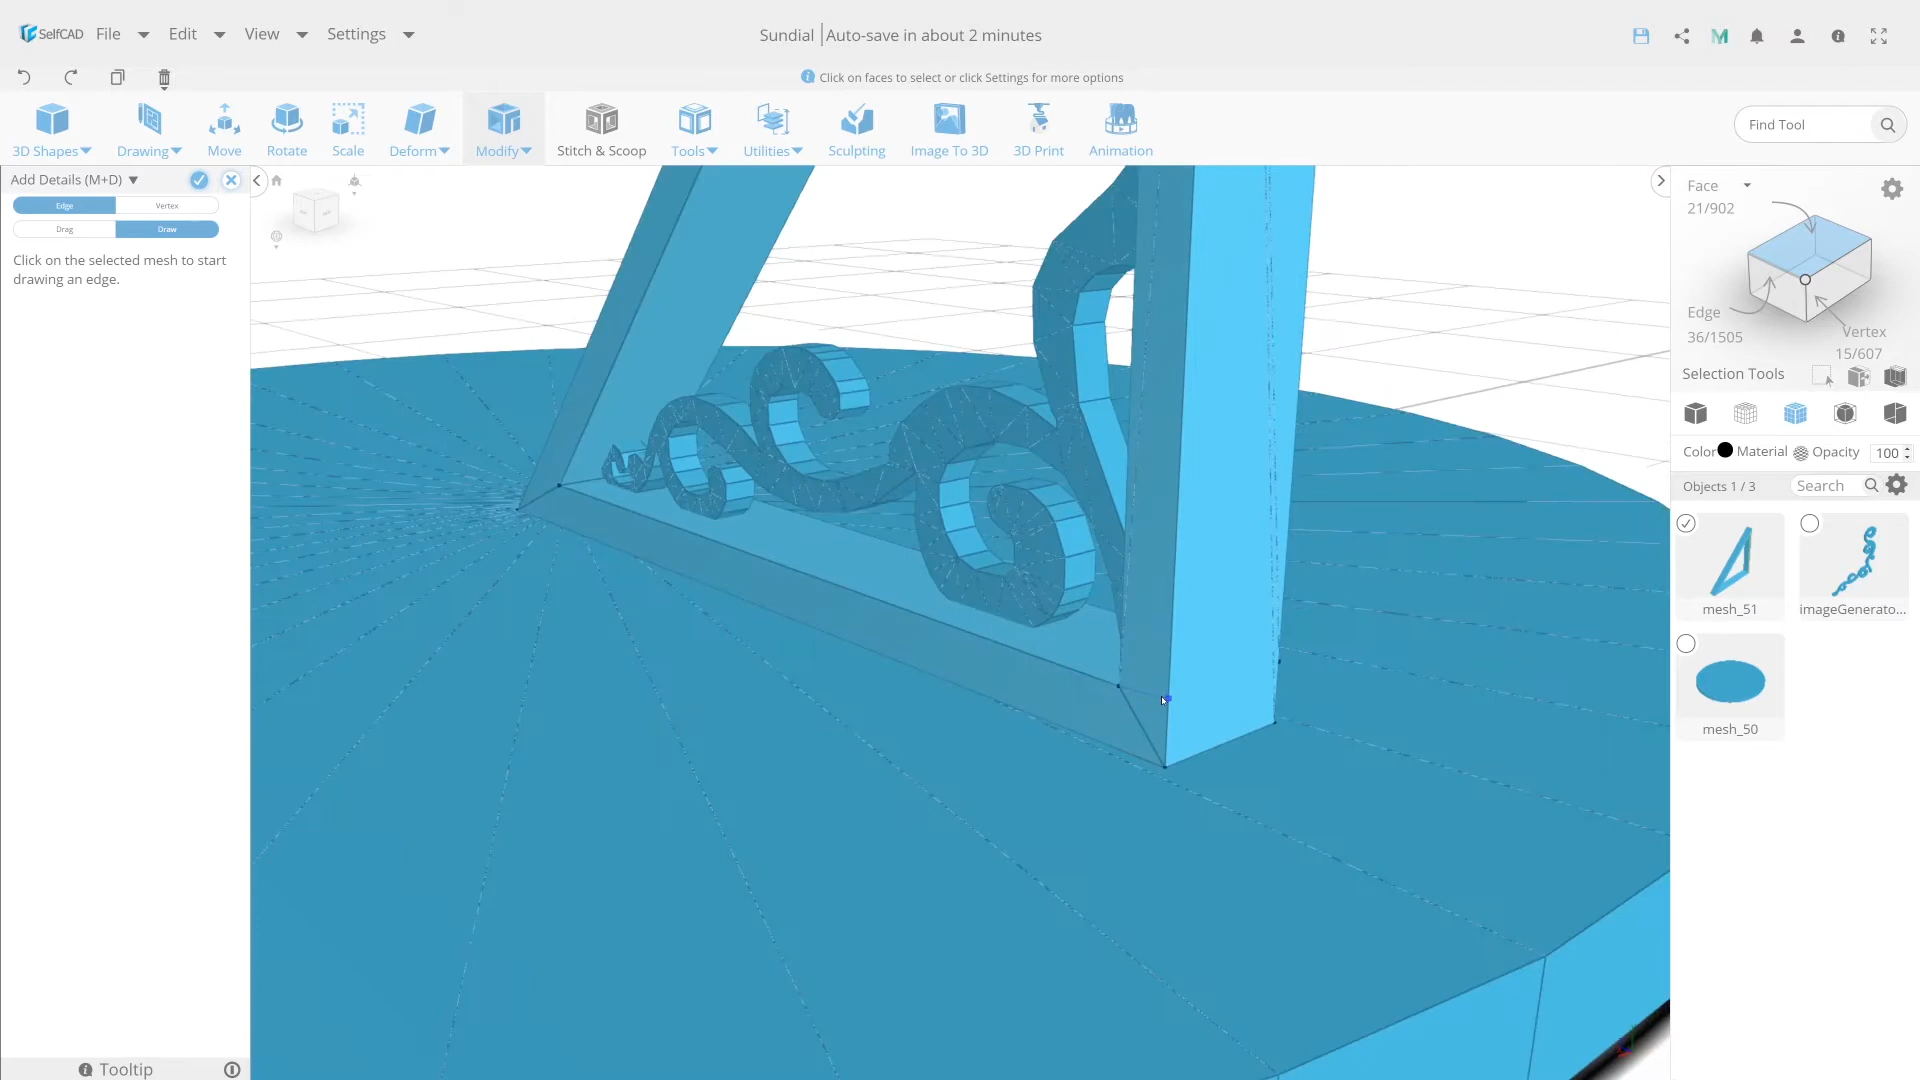 SelfCAD File Edit View Settings
Sundial Auto-save in about 2 minutes
Click on faces to select or click Settings for more options
3D Shapes Drawing Move Rotate Scale Deform Modify Stitch & Scoop Tools Utilities Sculpting Image To 3D 3D Print Animation
Find Tool
Add Details (M+D)
Edge Vertex
Drag Draw
Click on the selected mesh to start
drawing an edge.
Face
21/902
Edge
36/1505
Vertex
15/607
Selection Tools
Color Material Opacity 100
Objects 1 / 3 Search
mesh_51 imageGenerato...
mesh_50
Tooltip